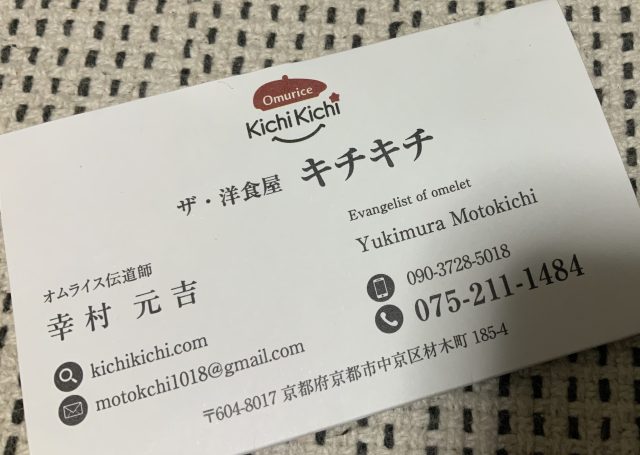 Omurice
KichiKichi
ザ・洋食屋 キチキチ
オムライス伝道師
幸村 元吉
Evangelist of omelet
Yukimura Motokichi
090-3728-5018
075-211-1484
kichikichi.com
motokchi1018@gmail.com
〒604-8017 京都府京都市中京区材木町 185-4